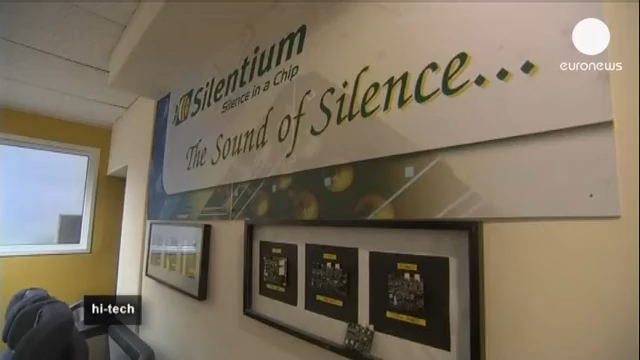 euronews
Silentium
Silence in a Chip
The Sound of Silence...
hi-tech